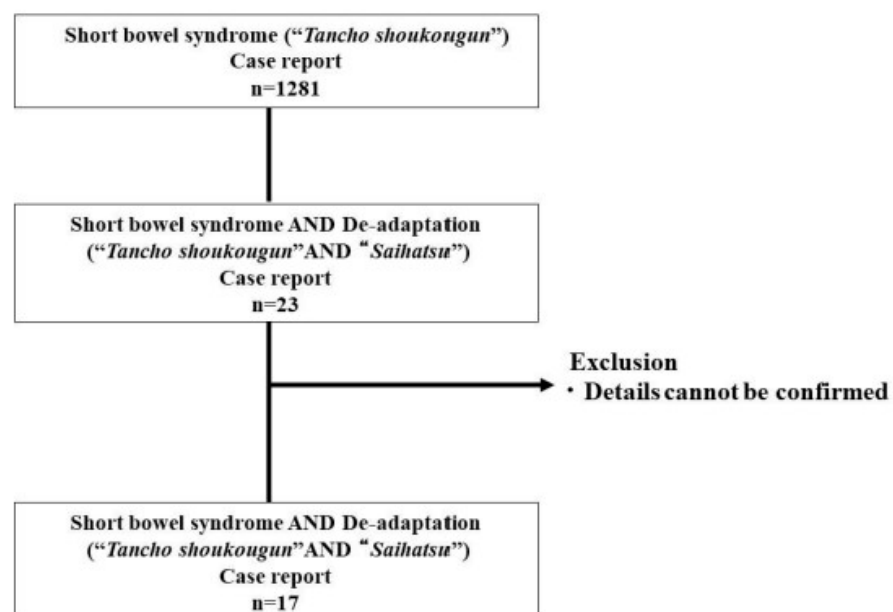 Short bowel syndrome (“Tancho shoukougun”)
Case report
n=1281
Short bowel syndrome AND De-adaptation
(“Tancho shoukougun”AND “Saihatsu”)
Case report
n=23
Exclusion
・ Details cannot be confirmed
Short bowel syndrome AND De-adaptation
(“Tancho shoukougun”AND “Saihatsu”)
Case report
n=17